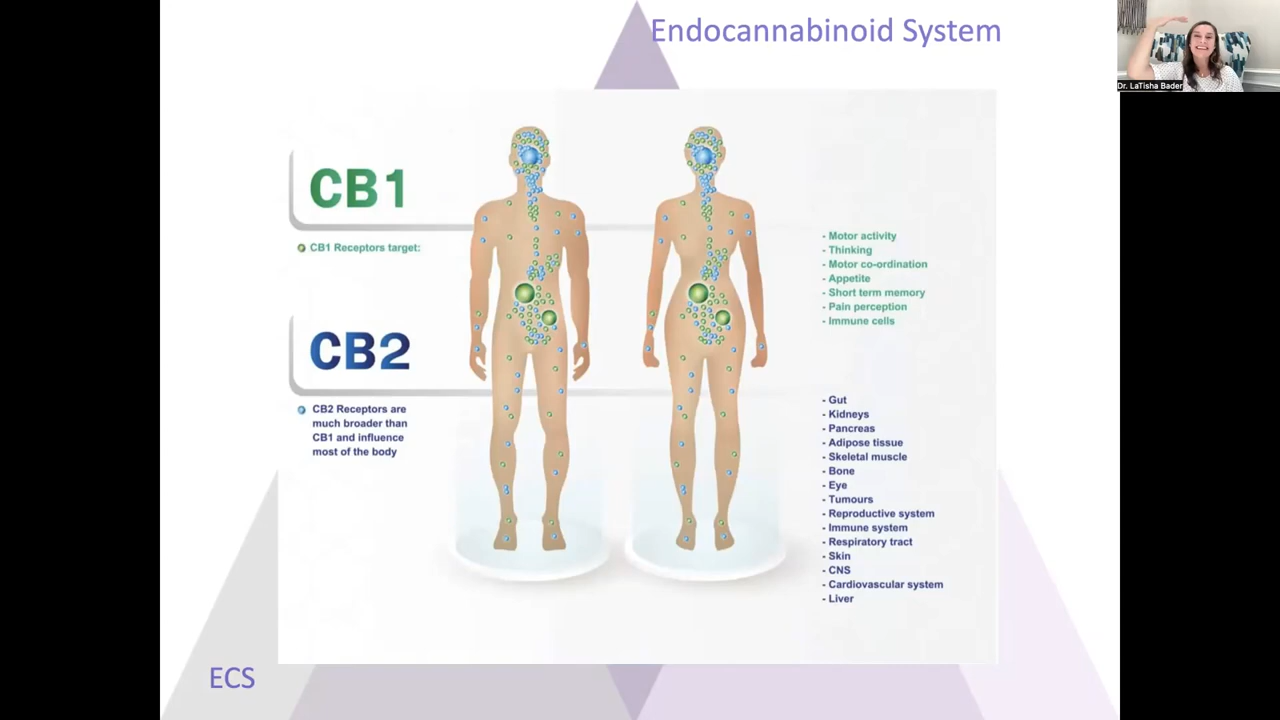 Endocannabinoid System
Dr. LaTisha Bader
CB1
CB1 Receptors target:
- Motor activity
- Thinking
- Motor co-ordination
- Appetite
- Short term memory
- Pain perception
- Immune cells
CB2
CB2 Receptors are
much broader than
CB1 and influence
most of the body
- Gut
- Kidneys
- Pancreas
- Adipose tissue
- Skeletal muscle
- Bone
- Eye
- Tumours
- Reproductive system
- Immune system
- Respiratory tract
- Skin
- CNS
- Cardiovascular system
- Liver
ECS